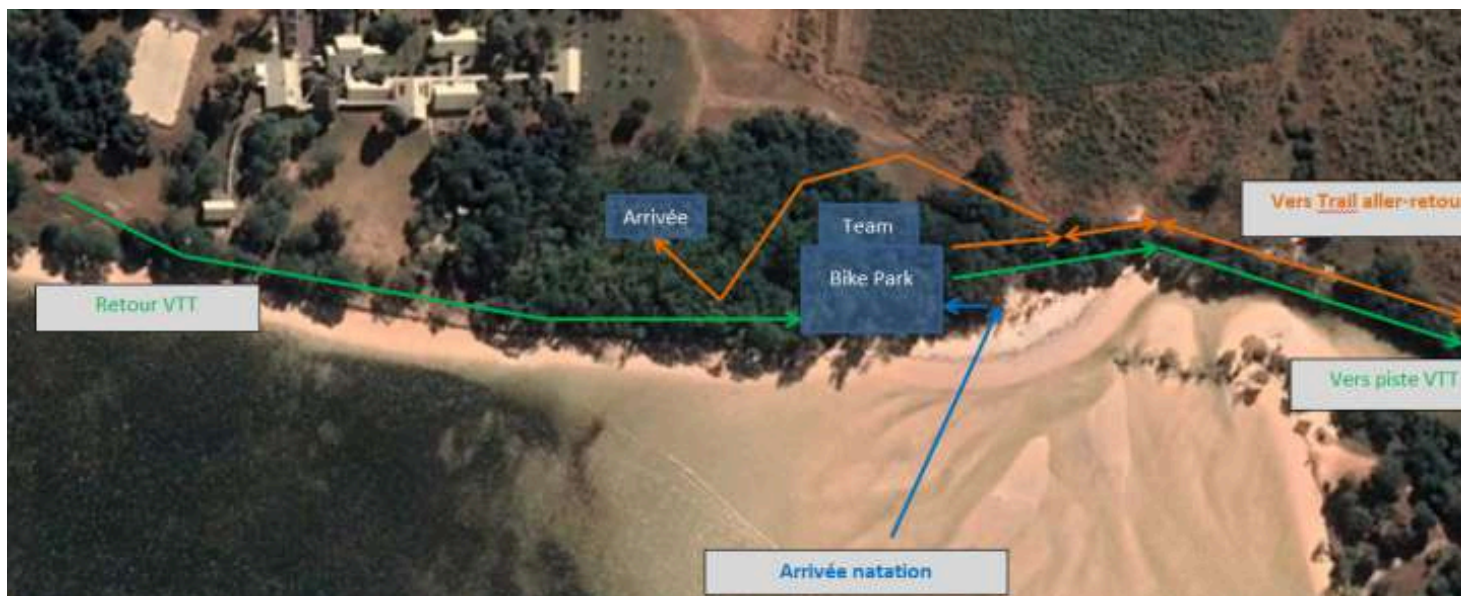 Vers Trail aller-retou
Arrivée
Team
Bike Park
Retour VTT
Vers piste VTT
Arrivée natation